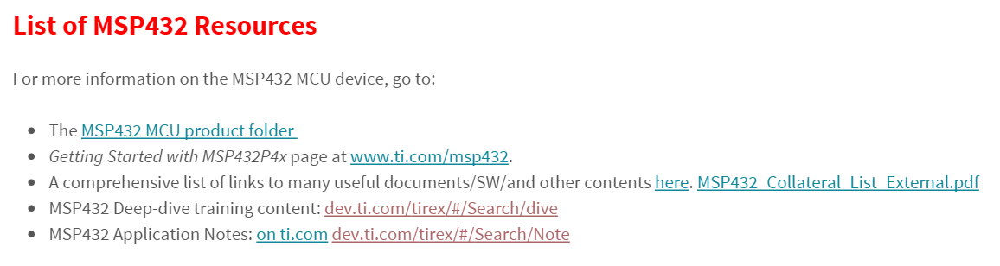 List of MSP432 Resources
For more information on the MSP432 MCU device, go to:
• The MSP432 MCU product folder
• Getting Started with MSP432P4x page at www.ti.com/msp432.
• A comprehensive list of links to many useful documents/SW/and other contents here. MSP432_Collateral_List_External.pdf
• MSP432 Deep-dive training content: dev.ti.com/tirex/#/Search/dive
• MSP432 Application Notes: on ti.com dev.ti.com/tirex/#/Search/Note